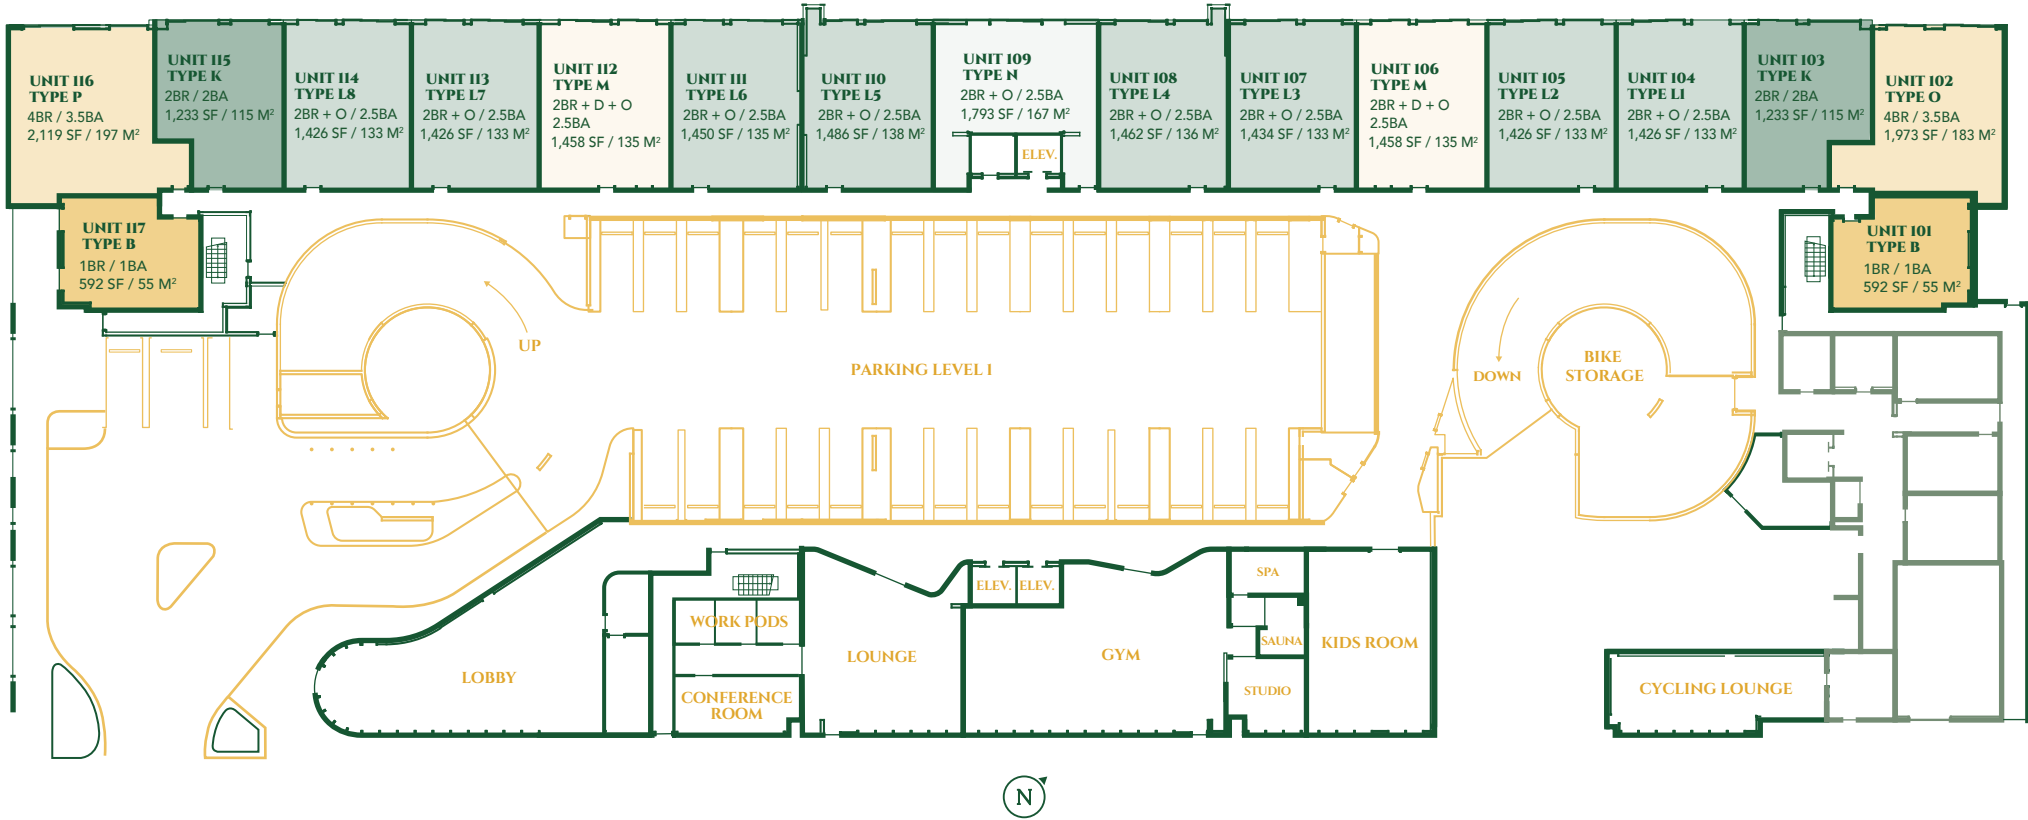 UNIT 116
TYPE P
4BR / 3.5BA
2,119 SF / 197 M²
UNIT 115
TYPE K
2BR / 2BA
1,233 SF / 115 M²
UNIT 114
TYPE L8
2BR + O / 2.5BA
1,426 SF / 133 M²
UNIT 113
TYPE L7
2BR + O / 2.5BA
1,426 SF / 133 M²
UNIT 112
TYPE M
2BR + D + O
2.5BA
1,458 SF / 135 M²
UNIT 111
TYPE L6
2BR + O / 2.5BA
1,450 SF / 135 M²
UNIT 110
TYPE L5
2BR + O / 2.5BA
1,486 SF / 138 M²
UNIT 109
TYPE N
2BR + O / 2.5BA
1,793 SF / 167 M²
ELEV.
UNIT 108
TYPE L4
2BR + O / 2.5BA
1,462 SF / 136 M²
UNIT 107
TYPE L3
2BR + O / 2.5BA
1,434 SF / 133 M²
UNIT 106
TYPE M
2BR + D + O
2.5BA
1,458 SF / 135 M²
UNIT 105
TYPE L2
2BR + O / 2.5BA
1,426 SF / 133 M²
UNIT 104
TYPE L1
2BR + O / 2.5BA
1,426 SF / 133 M²
UNIT 103
TYPE K
2BR / 2BA
1,233 SF / 115 M²
UNIT 102
TYPE O
4BR / 3.5BA
1,973 SF / 183 M²
UNIT 117
TYPE B
1BR / 1BA
592 SF / 55 M²
UNIT 101
TYPE B
1BR / 1BA
592 SF / 55 M²
UP
PARKING LEVEL 1
DOWN
BIKE
STORAGE
ELEV.
ELEV.
SPA
WORK PODS
SAUNA
KIDS ROOM
LOUNGE
GYM
LOBBY
CONFERENCE
ROOM
STUDIO
CYCLING LOUNGE
N